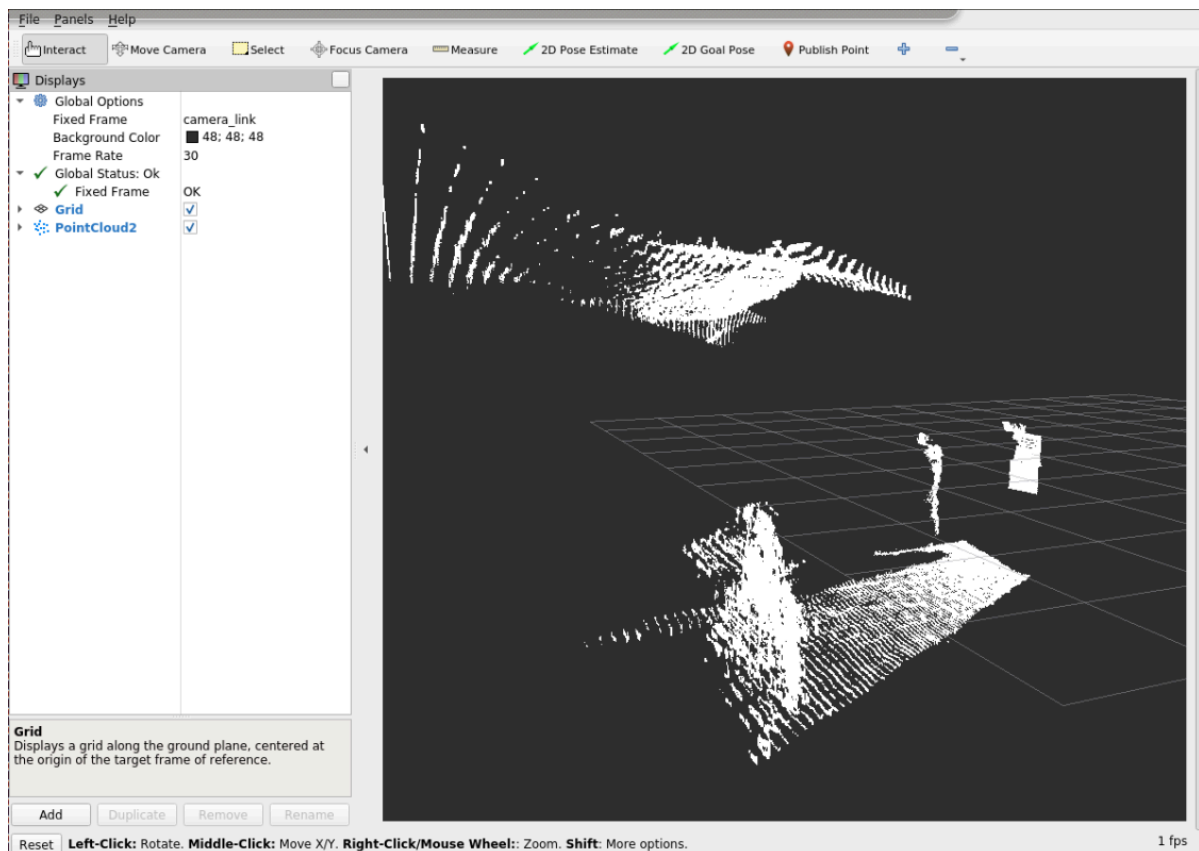 File Panels Help
Interact Move Camera Select Focus Camera Measure 2D Pose Estimate 2D Goal Pose Publish Point
Displays
Global Options
Fixed Frame camera_link
Background Color 48; 48; 48
Frame Rate 30
Global Status: Ok
Fixed Frame OK
Grid
PointCloud2
Grid
Displays a grid along the ground plane, centered at
the origin of the target frame of reference.
Add Duplicate Remove Rename
Reset Left-Click: Rotate. Middle-Click: Move X/Y. Right-Click/Mouse Wheel:: Zoom. Shift: More options. 1 fps